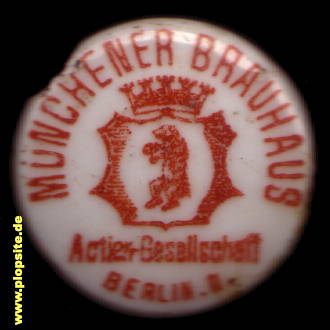 MÜNCHENER BRAUHAUS
Actien-Gesellschaft
BERLIN.
www.plopsite.de